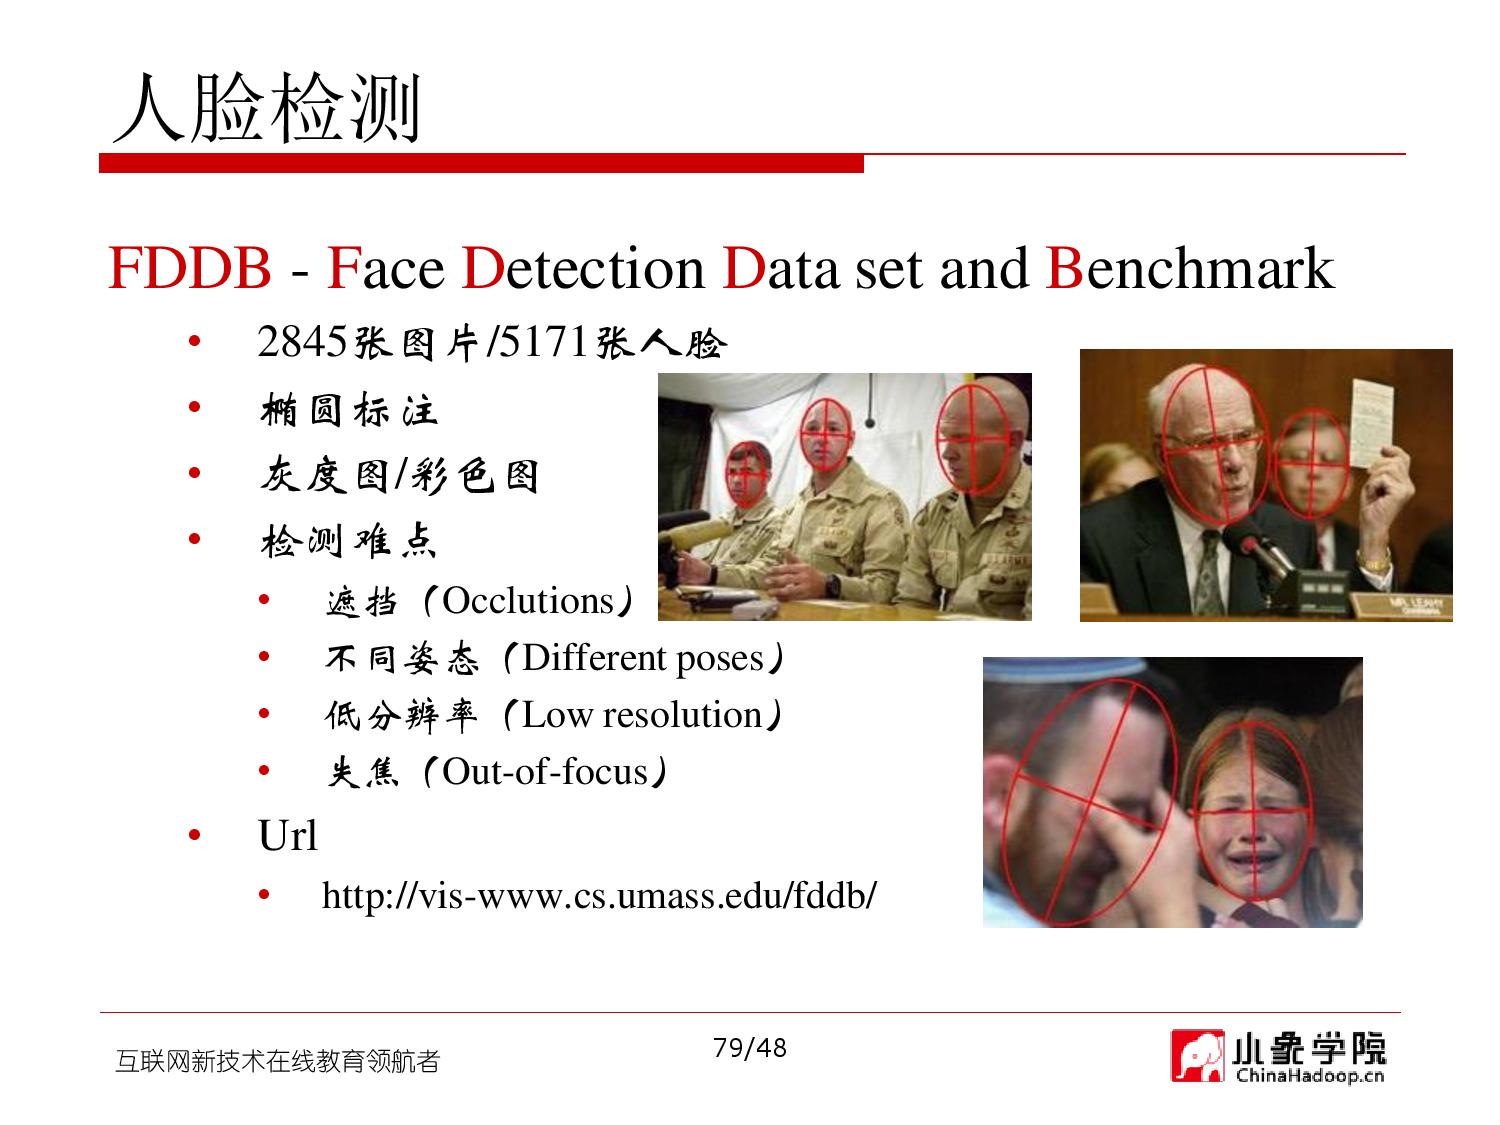 人脸检测
FDDB - Face Detection Data set and Benchmark
• 2845张图片/5171张人脸
• 椭圆标注
• 灰度图/彩色图
• 检测难点
• 遮挡（Occlutions）
• 不同姿态（Different poses）
• 低分辨率（Low resolution）
• 失焦（Out-of-focus）
• Url
• http://vis-www.cs.umass.edu/fddb/
MR. LEAHY
互联网新技术在线教育领航者
79/48
小象学院
ChinaHadoop.cn